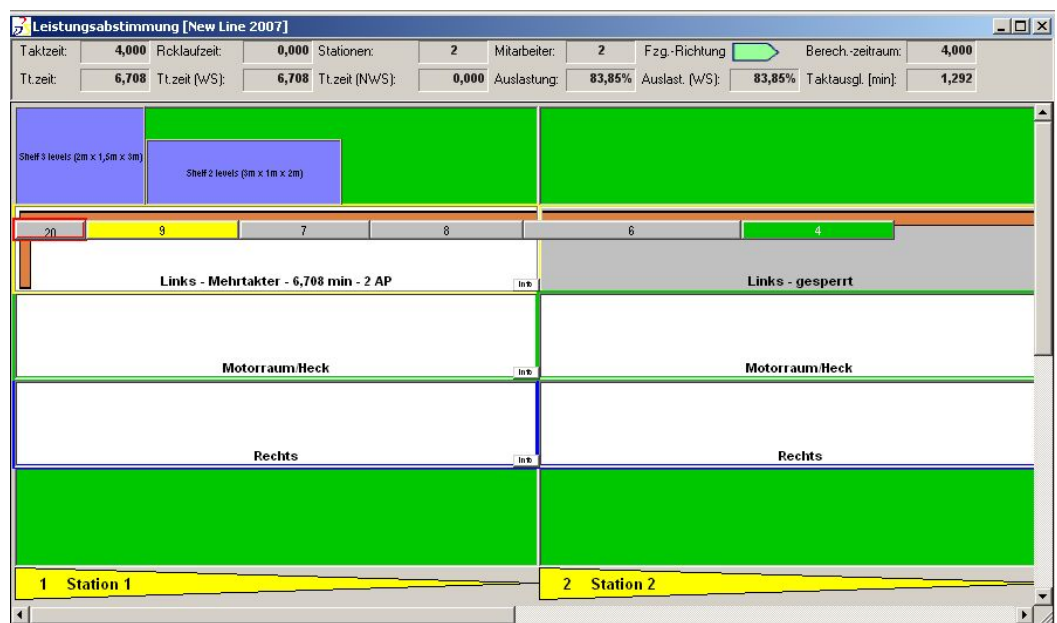 Leistungsabstimmung [New Line 2007]
Taktzeit: 4,000 Rcklaufzeit: 0,000 Stationen: 2 Mitarbeiter: 2 Fzg.-Richtung Berech.-zeitraum: 4,000
Tt.zeit: 6,708 Tt.zeit (WS): 6,708 Tt.zeit (NWS): 0,000 Auslastung: 83,85% Auslast. (WS): 83,85% Taktausgl. [min]: 1,292
Shelf 3 levels (2m x 1,5m x 3m)
Shelf 2 levels (3m x 1m x 2m)
20 9 7 8 6 4
Links - Mehrtakter - 6,708 min - 2 AP Info Links - gesperrt
Motorraum/Heck Info Motorraum/Heck
Rechts Info Rechts
1 Station 1 2 Station 2